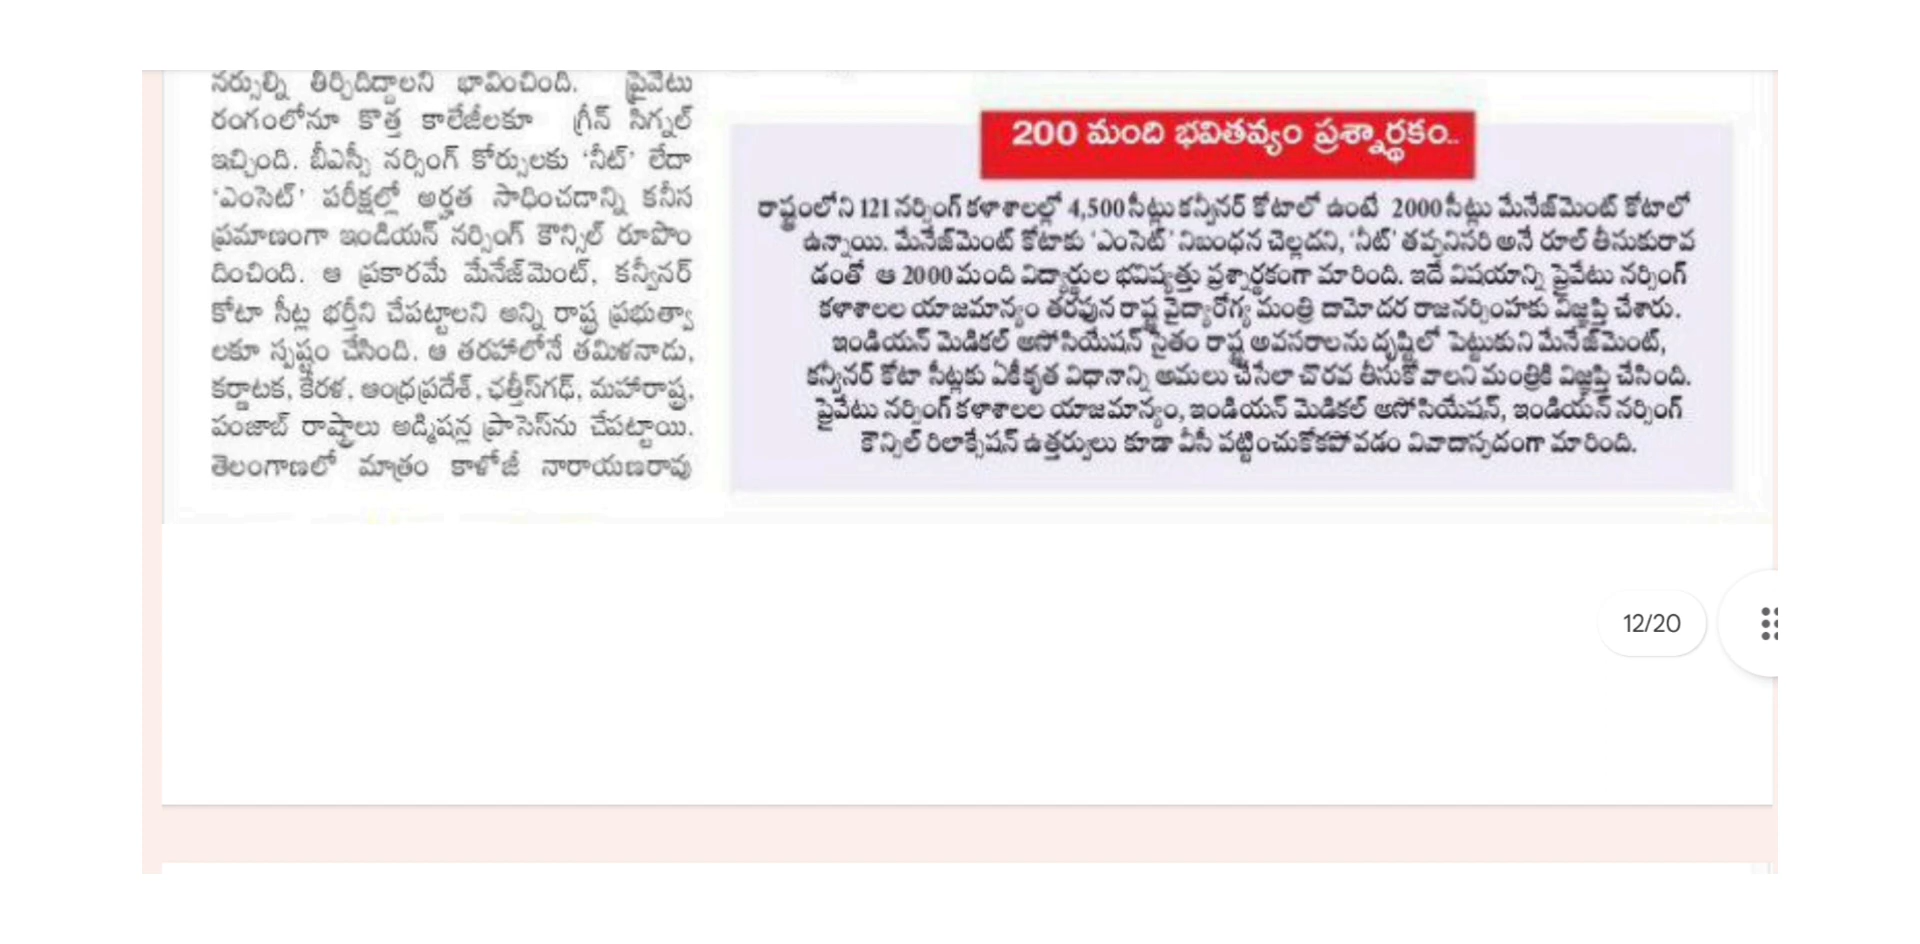 నర్సుల్ని తీర్చిదిద్దాలని భావించింది. ప్రైవేటు
రంగంలోనూ కొత్త కాలేజీలకూ గ్రీన్ సిగ్నల్
ఇచ్చింది. బీఎస్సీ నర్సింగ్ కోర్సులకు ‘నీట్’ లేదా
‘ఎంసెట్’ పరీక్షల్లో అర్హత సాధించడాన్ని కనీస
ప్రమాణంగా ఇండియన్ నర్సింగ్ కౌన్సిల్ రూపొం
దించింది. ఆ ప్రకారమే మేనేజ్‌మెంట్, కన్వీనర్
కోటా సీట్ల భర్తీని చేపట్టాలని అన్ని రాష్ట్ర ప్రభుత్వా
లకూ స్పష్టం చేసింది. ఆ తరహాలోనే తమిళనాడు,
కర్ణాటక, కేరళ, ఆంధ్రప్రదేశ్, ఛత్తీస్‌గఢ్, మహారాష్ట్ర,
పంజాబ్ రాష్ట్రాలు అడ్మిషన్ల ప్రాసెస్‌ను చేపట్టాయి.
తెలంగాణలో మాత్రం కాళోజీ నారాయణరావు
200 మంది భవితవ్యం ప్రశ్నార్థకం..
రాష్ట్రంలోని 121 నర్సింగ్ కళాశాలల్లో 4,500 సీట్లు కన్వీనర్ కోటాలో ఉంటే 2000 సీట్లు మేనేజ్‌మెంట్ కోటాలో
ఉన్నాయి. మేనేజ్‌మెంట్ కోటాకు ‘ఎంసెట్’ నిబంధన చెల్లదని, ‘నీట్’ తప్పనిసరి అనే రూల్ తీసుకురావ
డంతో ఆ 2000 మంది విద్యార్థుల భవిష్యత్తు ప్రశ్నార్థకంగా మారింది. ఇదే విషయాన్ని ప్రైవేటు నర్సింగ్
కళాశాలల యాజమాన్యం తరపున రాష్ట్ర వైద్యారోగ్య మంత్రి దామోదర రాజనర్సింహకు విజ్ఞప్తి చేశారు.
ఇండియన్ మెడికల్ అసోసియేషన్ సైతం రాష్ట్ర అవసరాలను దృష్టిలో పెట్టుకుని మేనేజ్‌మెంట్,
కన్వీనర్ కోటా సీట్లకు ఏకీకృత విధానాన్ని అమలు చేసేలా చొరవ తీసుకోవాలని మంత్రికి విజ్ఞప్తి చేసింది.
ప్రైవేటు నర్సింగ్ కళాశాలల యాజమాన్యం, ఇండియన్ మెడికల్ అసోసియేషన్, ఇండియన్ నర్సింగ్
కౌన్సిల్ రిలాక్సేషన్ ఉత్తర్వులు కూడా వీసీ పట్టించుకోకపోవడం వివాదాస్పదంగా మారింది.
12/20